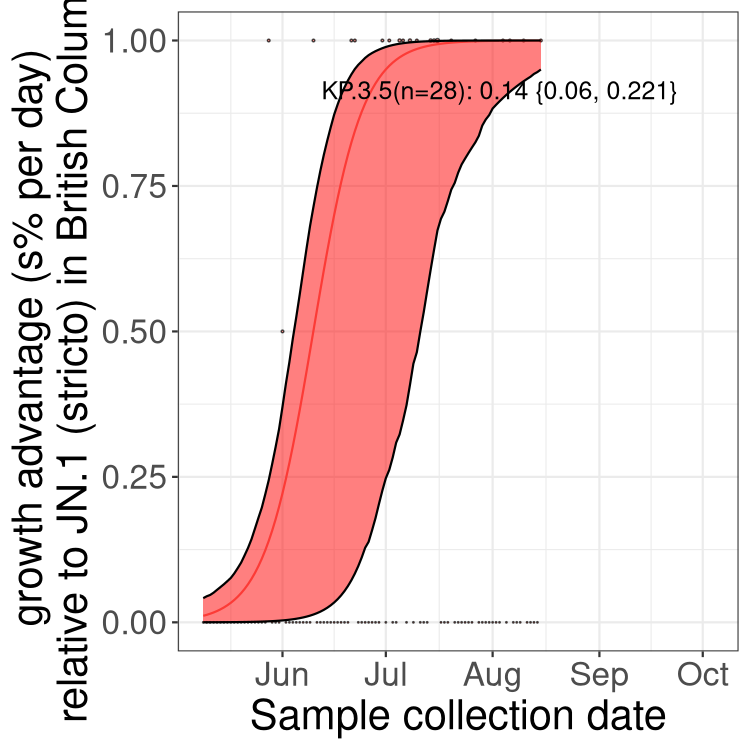 growth advantage (s% per day)
relative to JN.1 (stricto) in British Colum
1.00
0.75
0.50
0.25
0.00
KP.3.5(n=28): 0.14 {0.06, 0.221}
Jun Jul Aug Sep Oct
Sample collection date